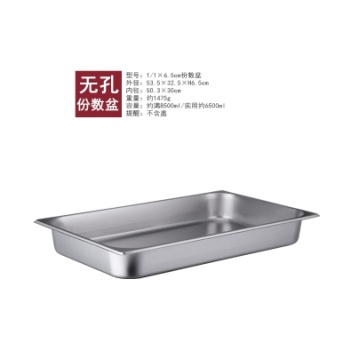 无孔
份数盆
型号：1/1×6.5cm份数盆
外径：53.5×32.5×H6.5cm
内径：50.3×30cm
重量：约1475g
容量：约满8500ml/实用约6500ml
提醒：不含盖